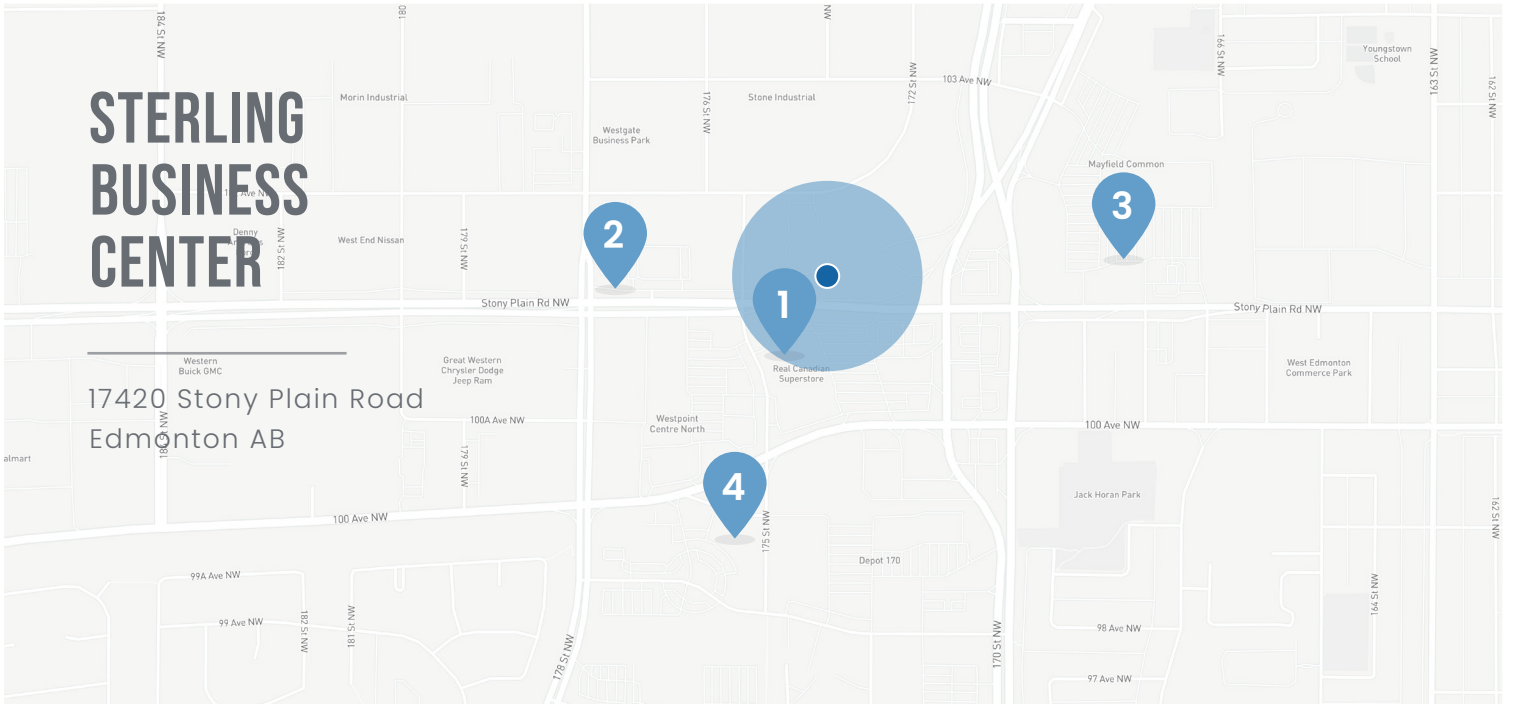 STERLING
BUSINESS
CENTER
17420 Stony Plain Road
Edmonton AB
184 St NW
180
NW
166 St NW
Youngstown
School
163 St NW
162 St NW
103 Ave NW
172 St NW
Morin Industrial
176 St NW
Stone Industrial
Westgate
Business Park
Mayfield Common
Ave N
Denny
182 St NW
West End Nissan
179 St NW
2
1
3
Stony Plain Rd NW
Stony Plain Rd NW
Western
Buick GMC
Great Western
Chrysler Dodge
Jeep Ram
Real Canadian
Superstore
West Edmonton
Commerce Park
100A Ave NW
Westpoint
Centre North
100 Ave NW
almart
179 St NW
4
Jack Horan Park
100 Ave NW
175 St NW
162 St NW
Depot 170
99A Ave NW
99 Ave NW
182 St NW
181 St NW
178 St NW
170 St NW
164 St NW
98 Ave NW
97 Ave NW